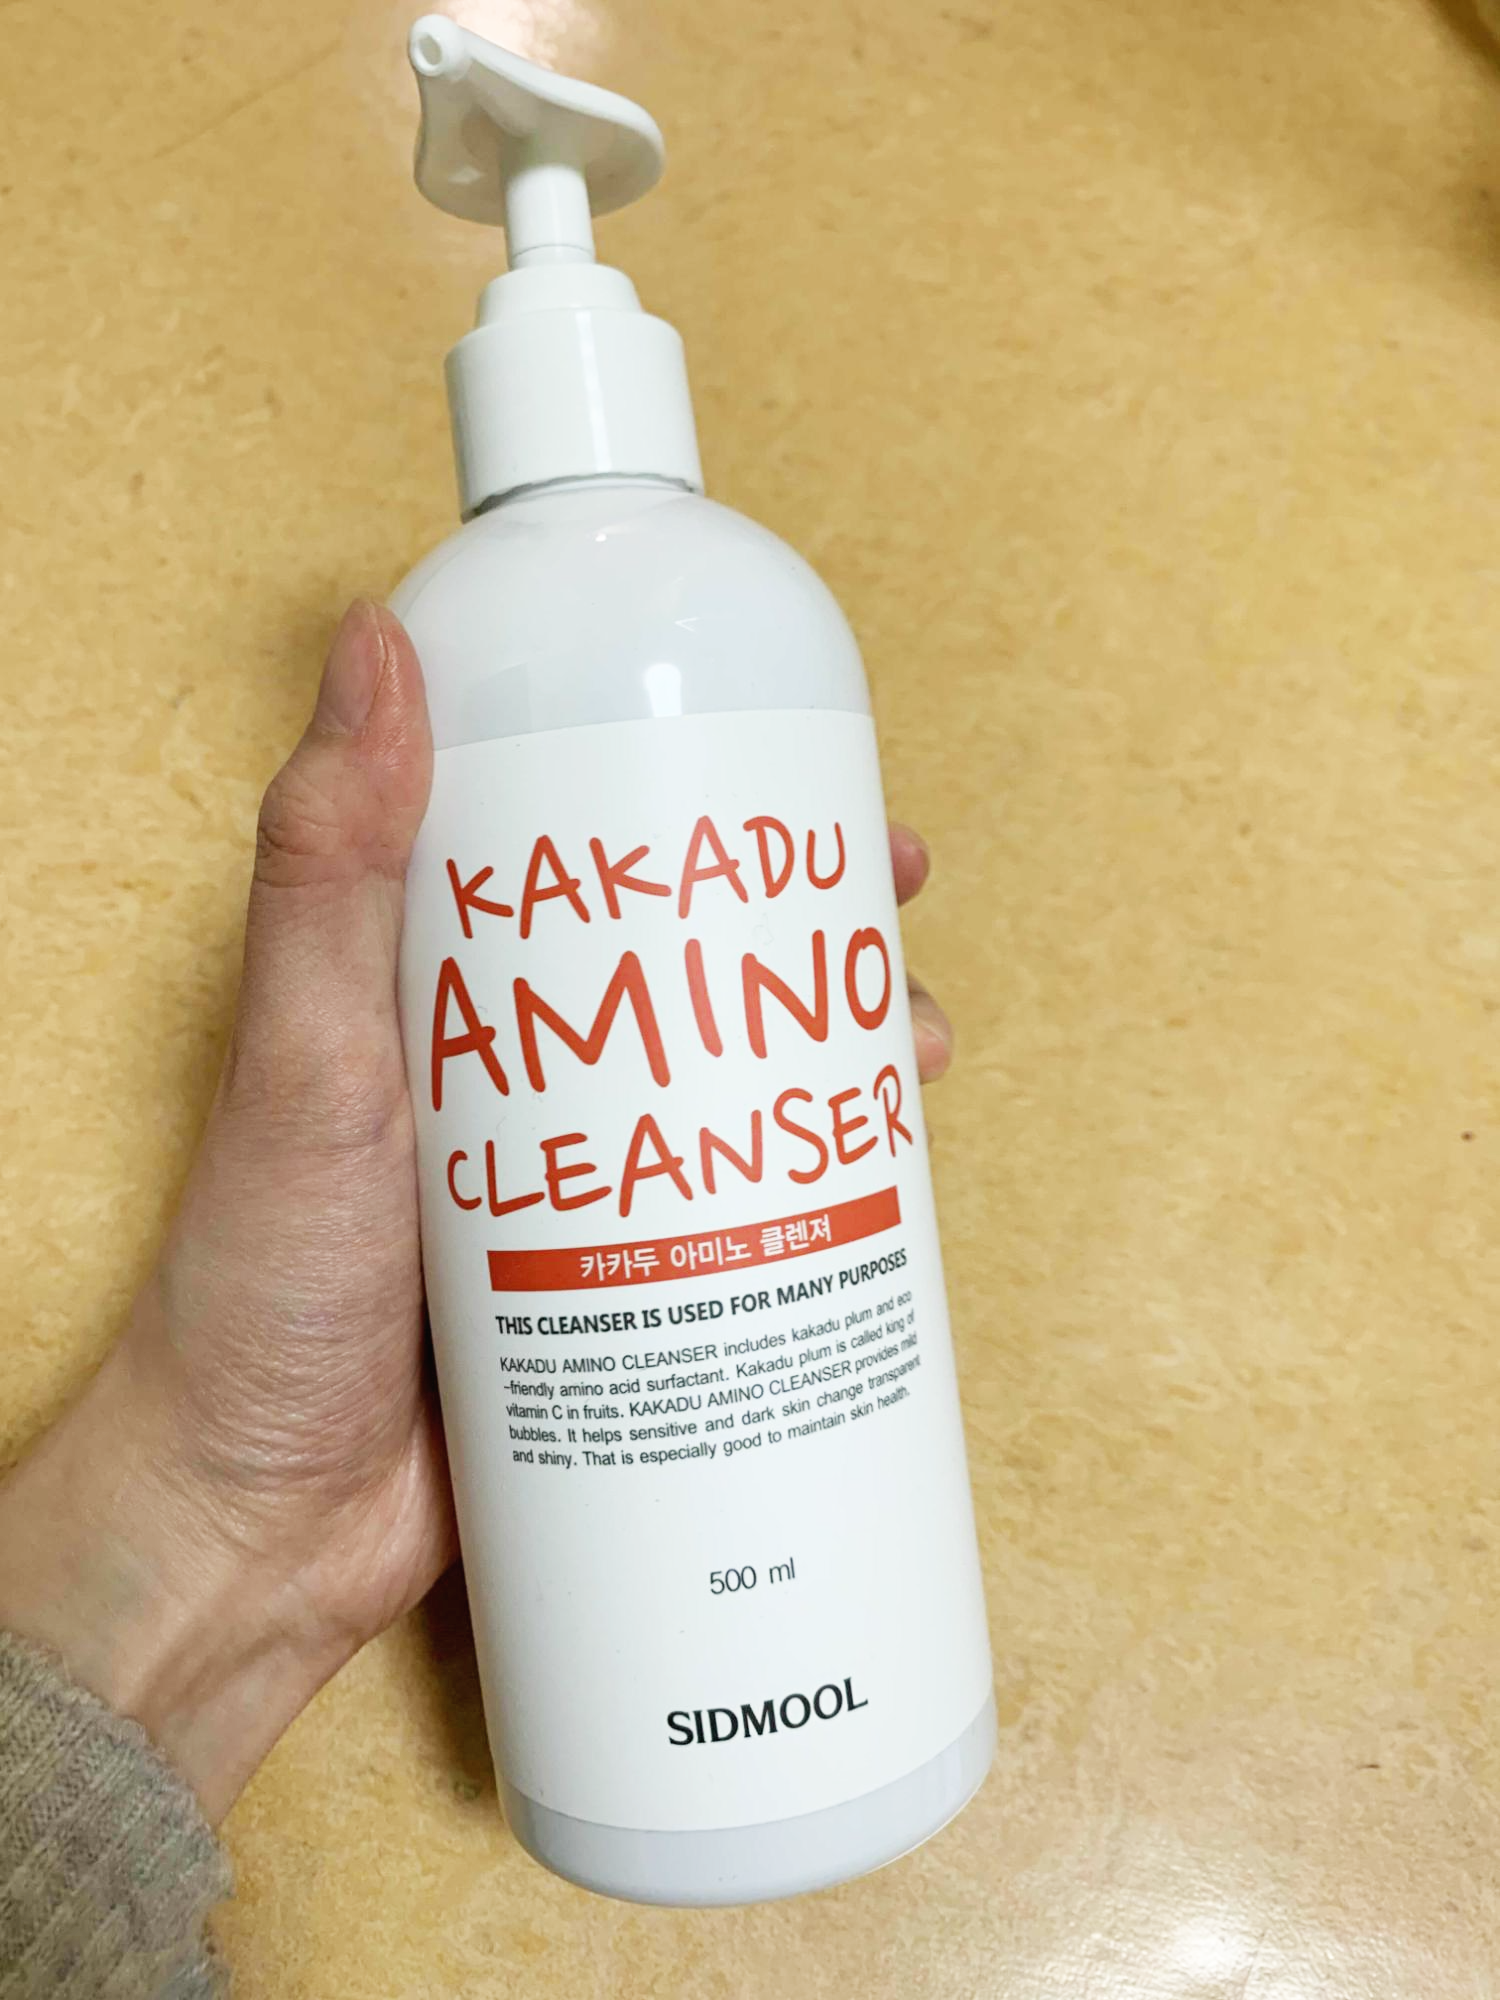 KAKADU
AMINO
CLEANSER
카카두 아미노 클렌져
THIS CLEANSER IS USED FOR MANY PURPOSES
KAKADU AMINO CLEANSER includes kakadu plum and eco
-friendly amino acid surfactant. Kakadu plum is called king of
vitamin C in fruits. KAKADU AMINO CLEANSER provides mild
bubbles. It helps sensitive and dark skin change transparent
and shiny. That is especially good to maintain skin health.
500 ml
SIDMOOL